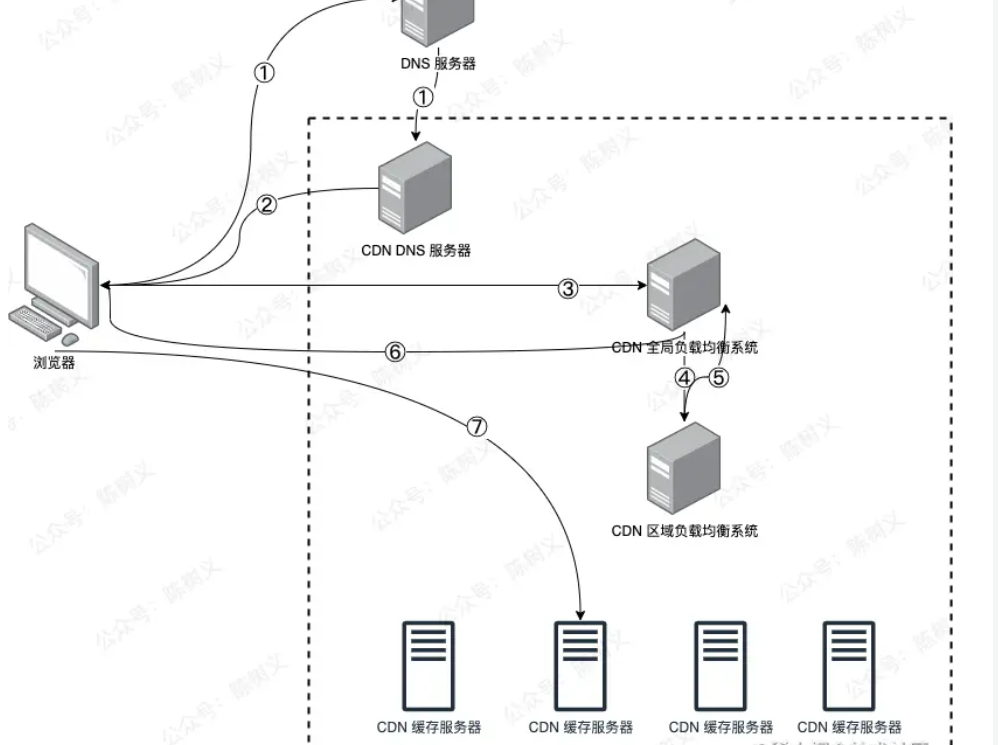 DNS 服务器
①
①
②
CDN DNS 服务器
③
CDN 全局负载均衡系统
⑥
浏览器
④
⑤
⑦
CDN 区域负载均衡系统
CDN 缓存服务器
CDN 缓存服务器
CDN 缓存服务器
CDN 缓存服务器
公众号：陈树义